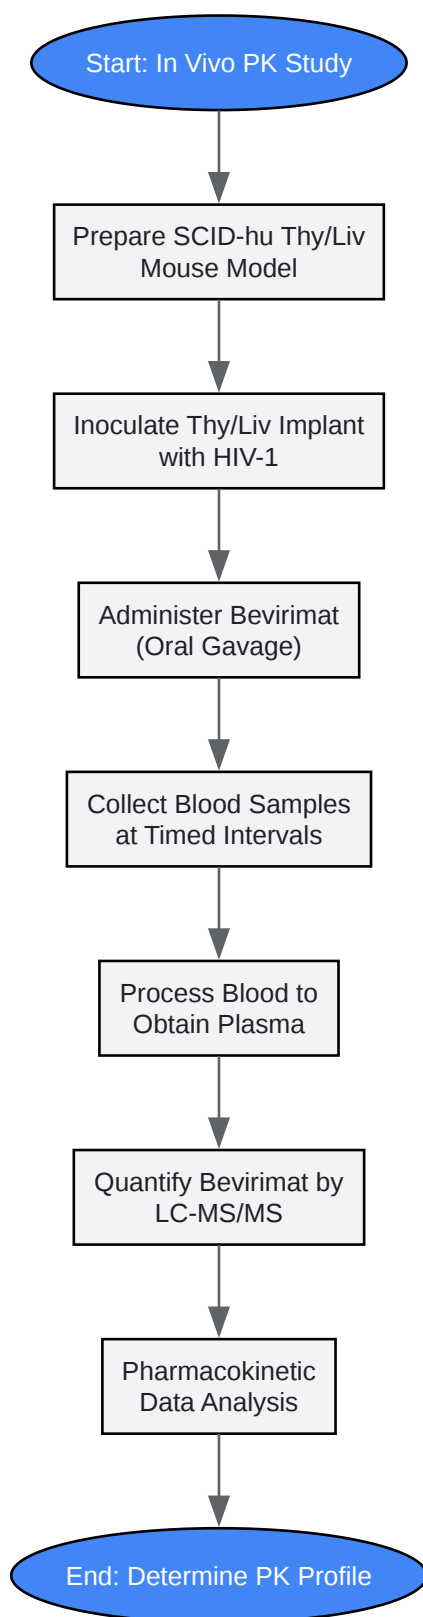 Start: In Vivo PK Study
Prepare SCID-hu Thy/Liv
Mouse Model
Inoculate Thy/Liv Implant
with HIV-1
Administer Bevirimat
(Oral Gavage)
Collect Blood Samples
at Timed Intervals
Process Blood to
Obtain Plasma
Quantify Bevirimat by
LC-MS/MS
Pharmacokinetic
Data Analysis
End: Determine PK Profile